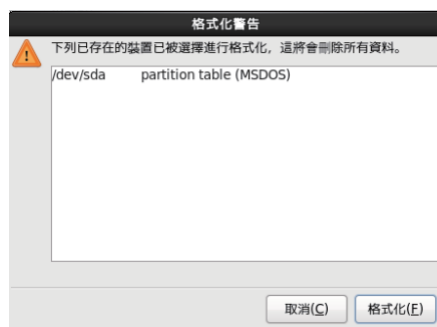 格式化警告
下列已存在的裝置已被選擇進行格式化，這將會刪除所有資料。
/dev/sda partition table (MSDOS)
取消(C) 格式化(F)